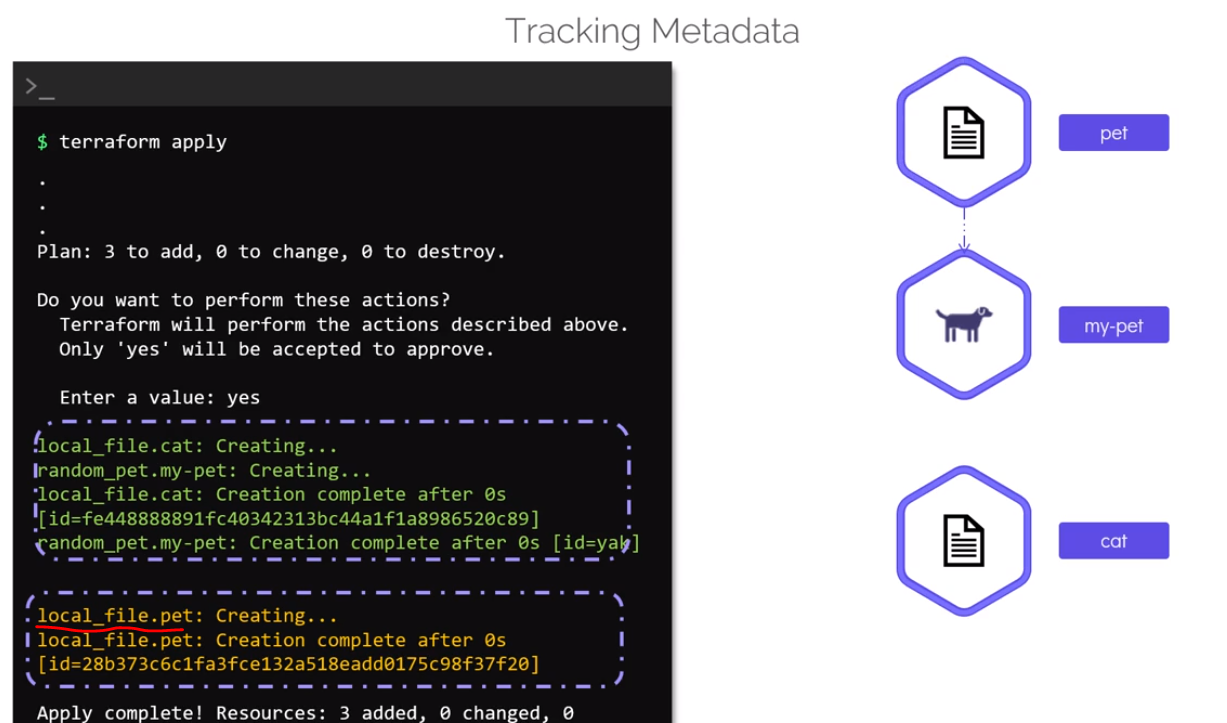 Tracking Metadata
>_
$ terraform apply
.
.
.
Plan: 3 to add, 0 to change, 0 to destroy.
Do you want to perform these actions?
Terraform will perform the actions described above.
Only 'yes' will be accepted to approve.
Enter a value: yes
local_file.cat: Creating...
random_pet.my-pet: Creating...
local_file.cat: Creation complete after 0s
[id=fe448888891fc40342313bc44a1f1a8986520c89]
random_pet.my-pet: Creation complete after 0s [id=yak]
local_file.pet: Creating...
local_file.pet: Creation complete after 0s
[id=28b373c6c1fa3fce132a518eadd0175c98f37f20]
Apply complete! Resources: 3 added, 0 changed, 0
pet
my-pet
cat